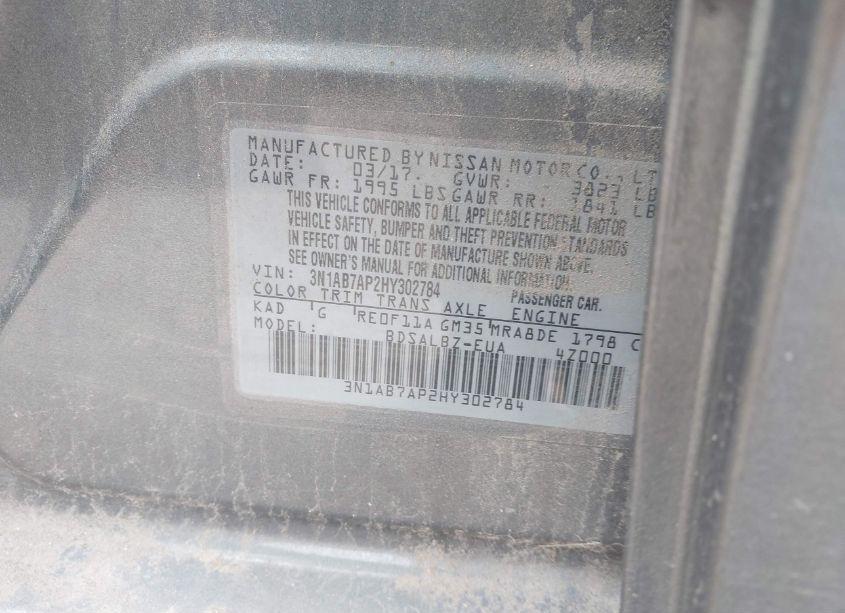 MANUFACTURED BY NISSAN MOTOR CO., LT
DATE: 03/17. GVWR: 3823 LB
GAWR FR: 1995 LBS GAWR RR: 1841 LB
THIS VEHICLE CONFORMS TO ALL APPLICABLE FEDERAL MOTOR
VEHICLE SAFETY, BUMPER AND THEFT PREVENTION STANDARDS
IN EFFECT ON THE DATE OF MANUFACTURE SHOWN ABOVE.
SEE OWNER'S MANUAL FOR ADDITIONAL INFORMATION.
VIN: 3N1AB7AP2HY302784 PASSENGER CAR.
COLOR TRIM TRANS AXLE ENGINE
KAD G RE0F11A GM35 MRA8DE 1798 C
MODEL: BDSALBZ-EUA 4Z000
3N1AB7AP2HY302784